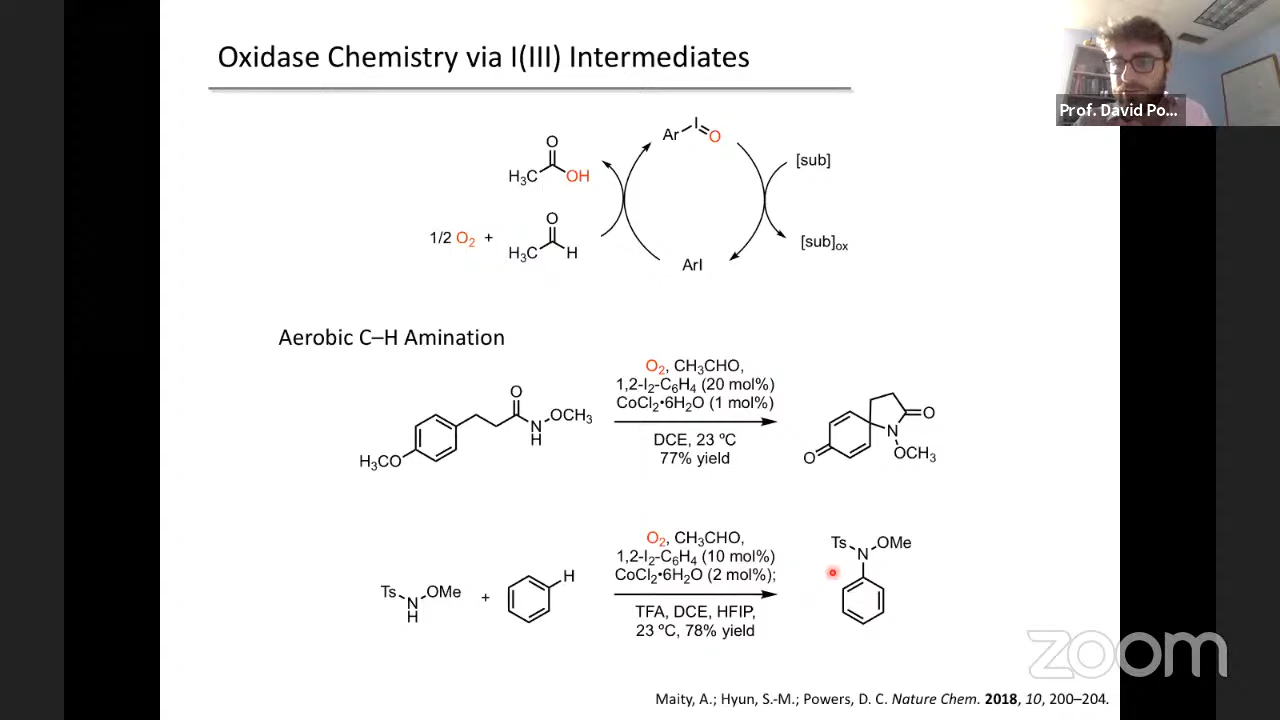 Oxidase Chemistry via I(III) Intermediates
Prof. David Po...
Ar I O
O
H3C OH
[sub]
1/2 O2 +
O
H3C H
[sub]ox
ArI
Aerobic C–H Amination
O2, CH3CHO,
1,2-I2-C6H4 (20 mol%)
CoCl2•6H2O (1 mol%)
DCE, 23 ºC
77% yield
O
OCH3
N
H
H3CO
O
N
O
OCH3
O2, CH3CHO,
1,2-I2-C6H4 (10 mol%)
CoCl2•6H2O (2 mol%);
TFA, DCE, HFIP,
23 ºC, 78% yield
Ts OMe
N
H
+
H
Ts OMe
N
zoom
Maity, A.; Hyun, S.-M.; Powers, D. C. Nature Chem. 2018, 10, 200–204.